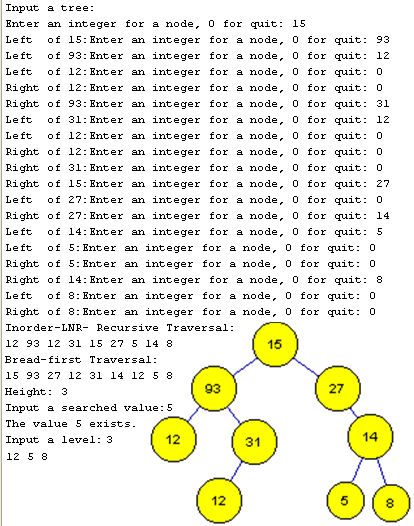 Input a tree:
Enter an integer for a node, 0 for quit: 15
Left  of 15:Enter an integer for a node, 0 for quit: 93
Left  of 93:Enter an integer for a node, 0 for quit: 12
Left  of 12:Enter an integer for a node, 0 for quit: 0
Right of 12:Enter an integer for a node, 0 for quit: 0
Right of 93:Enter an integer for a node, 0 for quit: 31
Left  of 31:Enter an integer for a node, 0 for quit: 12
Left  of 12:Enter an integer for a node, 0 for quit: 0
Right of 12:Enter an integer for a node, 0 for quit: 0
Right of 31:Enter an integer for a node, 0 for quit: 0
Right of 15:Enter an integer for a node, 0 for quit: 27
Left  of 27:Enter an integer for a node, 0 for quit: 0
Right of 27:Enter an integer for a node, 0 for quit: 14
Left  of 14:Enter an integer for a node, 0 for quit: 5
Left  of 5:Enter an integer for a node, 0 for quit: 0
Right of 5:Enter an integer for a node, 0 for quit: 0
Right of 14:Enter an integer for a node, 0 for quit: 8
Left  of 8:Enter an integer for a node, 0 for quit: 0
Right of 8:Enter an integer for a node, 0 for quit: 0
Inorder-LNR- Recursive Traversal:
12 93 12 31 15 27 5 14 8
Bread-first Traversal:
15 93 27 12 31 14 12 5 8
Height: 3
Input a searched value:5
The value 5 exists.
Input a level: 3
12 5 8
15
93 27
12 31 14
12 5 8